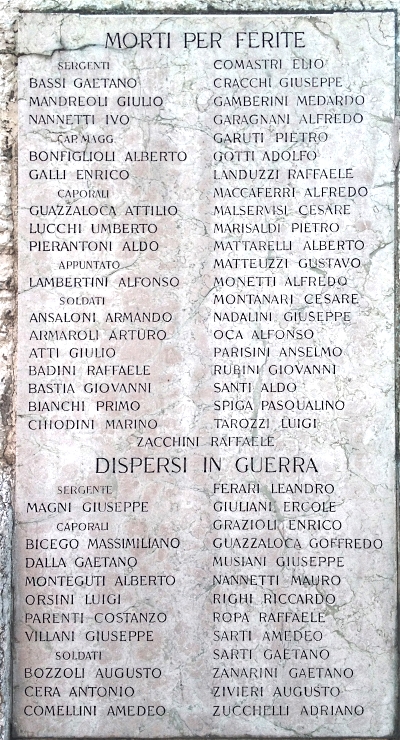 MORTI PER FERITE
SERGENTI
BASSI GAETANO
MANDREOLI GIULIO
NANNETTI IVO
CAP. MAGG.
BONFIGLIOLI ALBERTO
GALLI ENRICO
CAPORALI
GUAZZALOCA ATTILIO
LUCCHI UMBERTO
PIERANTONI ALDO
APPUNTATO
LAMBERTINI ALFONSO
SOLDATI
ANSALONI ARMANDO
ARMAROLI ARTURO
ATTI GIULIO
BADINI RAFFAELE
BASTIA GIOVANNI
BIANCHI PRIMO
CHIODINI MARINO
COMASTRI ELIO
CRACCHI GIUSEPPE
GAMBERINI MEDARDO
GARAGNANI ALFREDO
GARUTI PIETRO
GOTTI ADOLFO
LANDUZZI RAFFAELE
MACCAFERRI ALFREDO
MALSERVISI CESARE
MARISALDI PIETRO
MATTARELLI ALBERTO
MATTEUZZI GUSTAVO
MONETTI ALFREDO
MONTANARI CESARE
NADALINI GIUSEPPE
OCA ALFONSO
PARISINI ANSELMO
RUBINI GIOVANNI
SANTI ALDO
SPIGA PASQUALINO
TAROZZI LUIGI
ZACCHINI RAFFAELE
DISPERSI IN GUERRA
SERGENTE
MAGNI GIUSEPPE
CAPORALI
BICEGO MASSIMILIANO
DALLA GAETANO
MONTEGUTI ALBERTO
ORSINI LUIGI
PARENTI COSTANZO
VILLANI GIUSEPPE
SOLDATI
BOZZOLI AUGUSTO
CERA ANTONIO
COMELLINI AMEDEO
FERARI LEANDRO
GIULIANI ERCOLE
GRAZIOLI ENRICO
GUAZZALOCA GOFFREDO
MUSIANI GIUSEPPE
NANNETTI MAURO
RIGHI RICCARDO
ROPA RAFFAELE
SARTI AMEDEO
SARTI GAETANO
ZANARINI GAETANO
ZIVIERI AUGUSTO
ZUCCHELLI ADRIANO